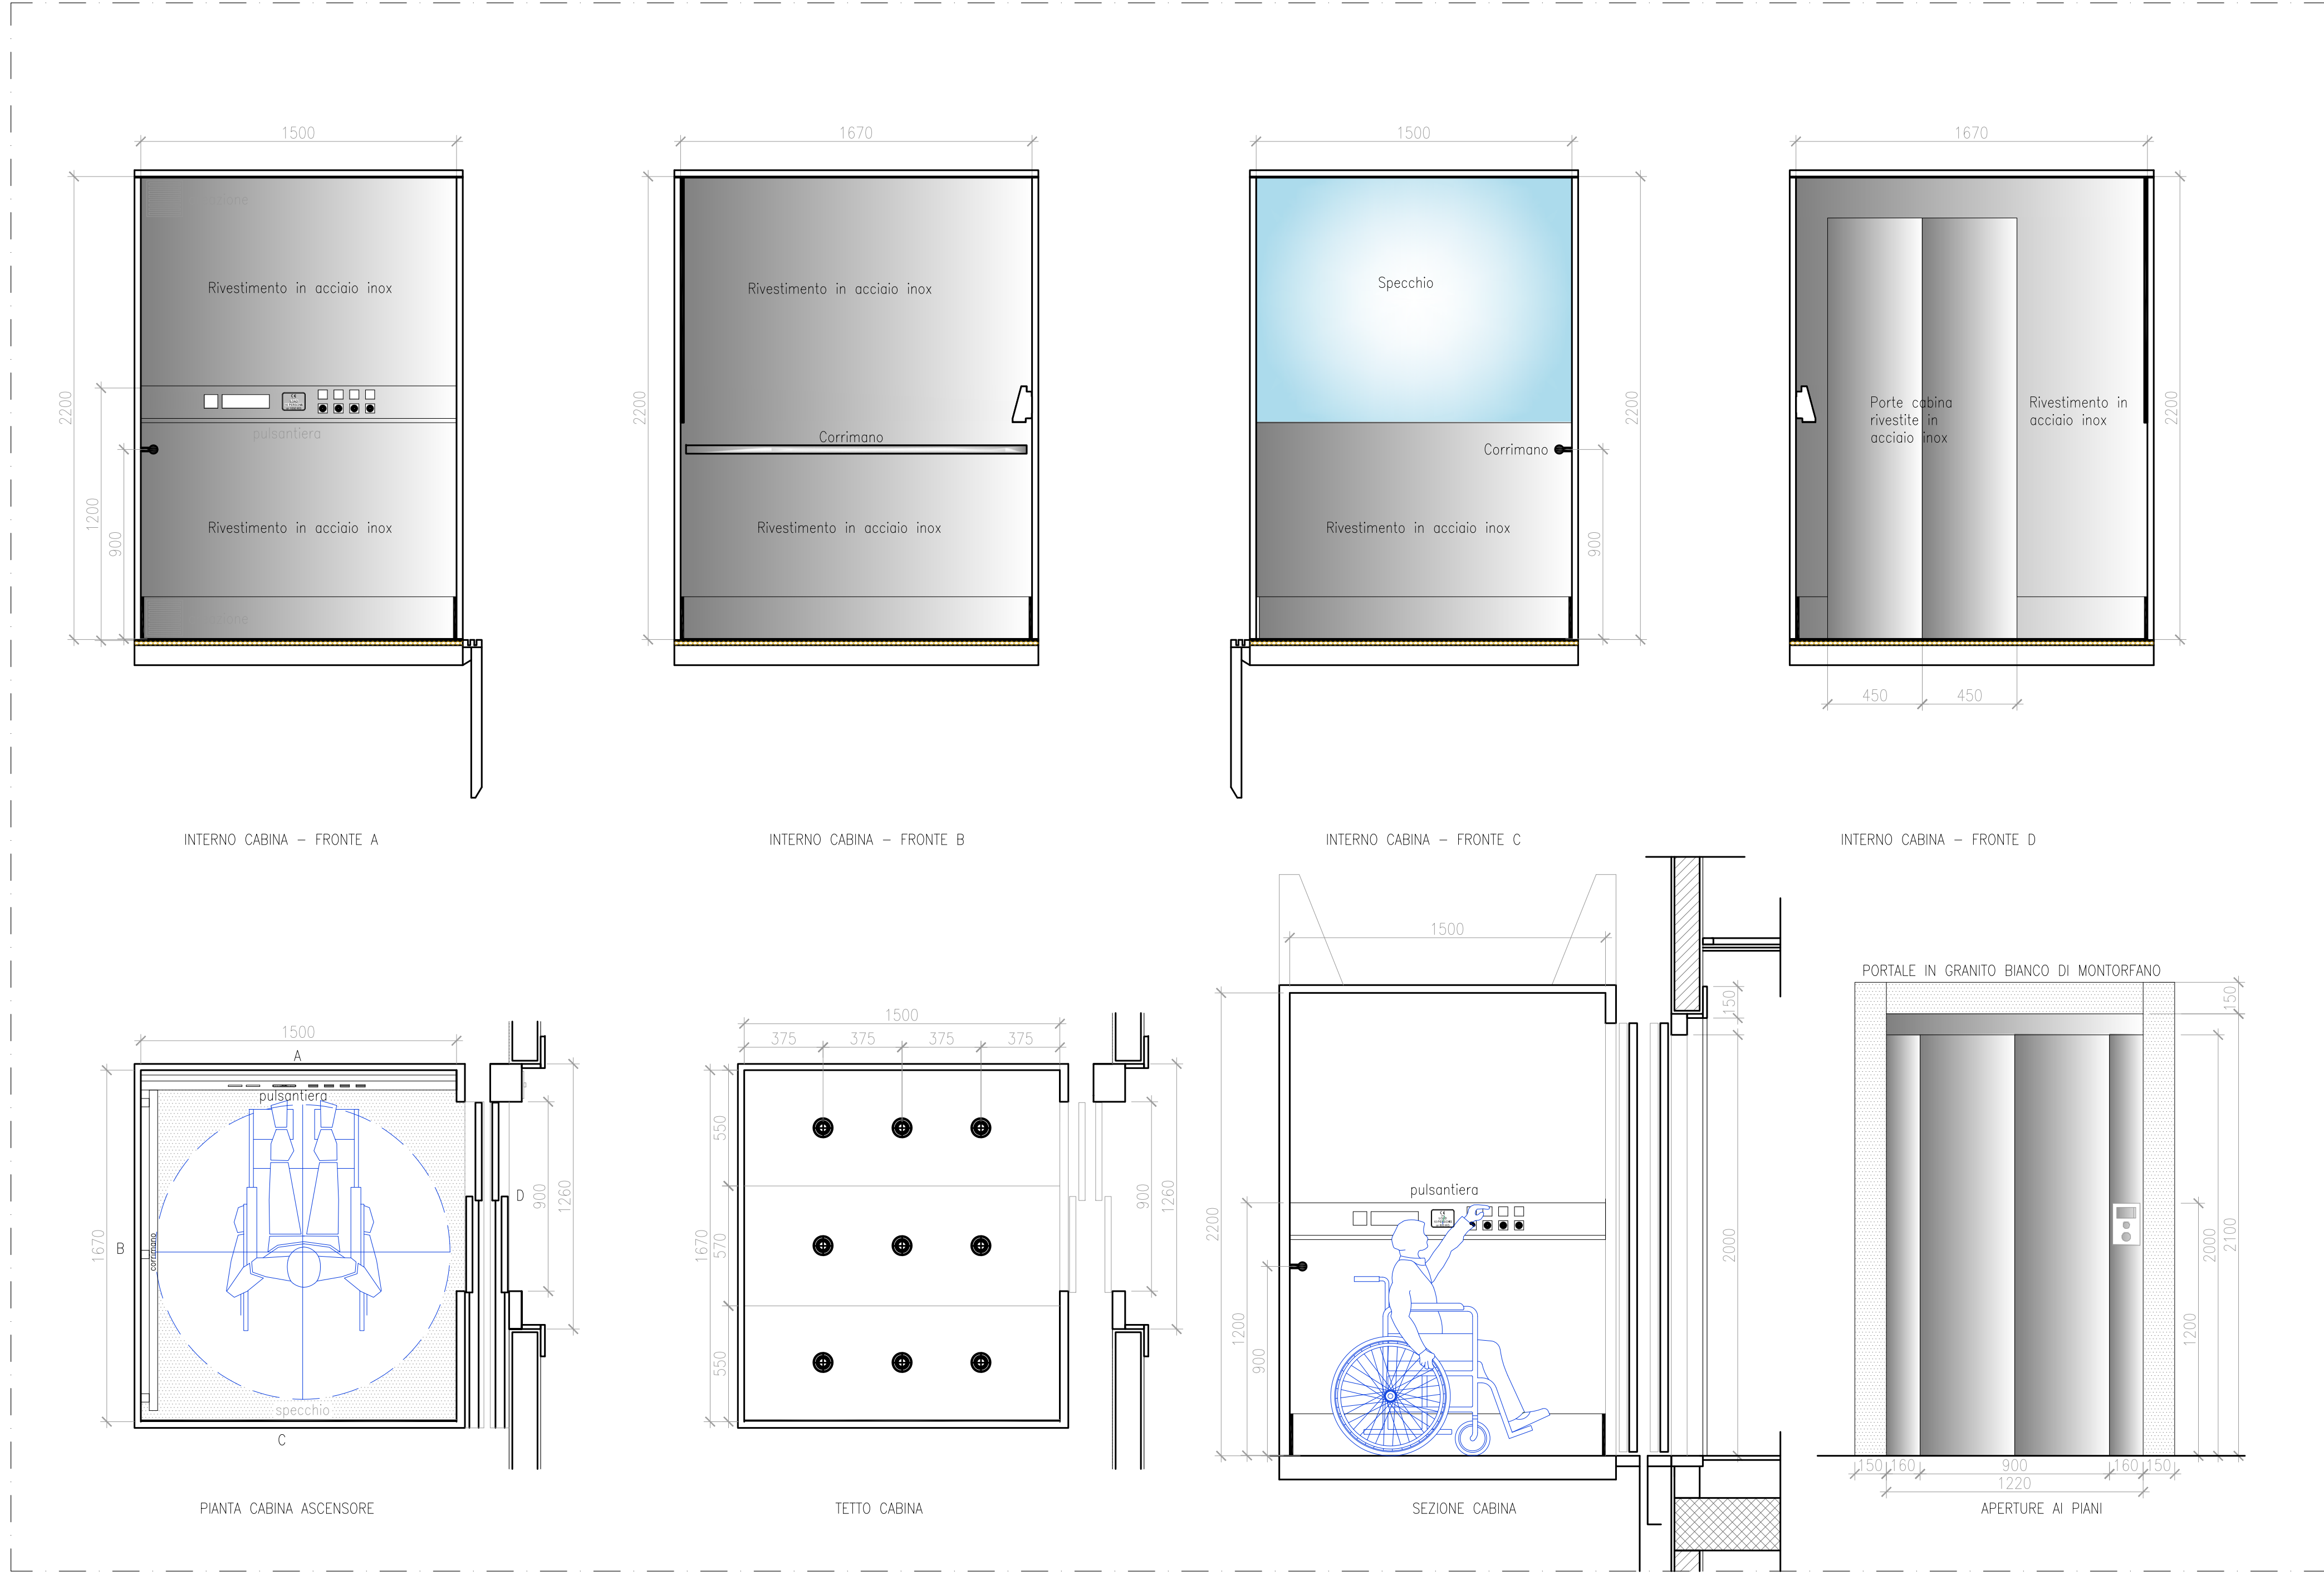 1500
1670
1500
1670
2200
1200
900
Rivestimento in acciaio inox
pulsantiera
Rivestimento in acciaio inox
2200
Rivestimento in acciaio inox
Corrimano
Rivestimento in acciaio inox
Specchio
Corrimano
Rivestimento in acciaio inox
2200
900
Porte cabina
rivestite in
acciaio inox
Rivestimento in
acciaio inox
2200
450
450
INTERNO CABINA – FRONTE A
INTERNO CABINA – FRONTE B
INTERNO CABINA – FRONTE C
INTERNO CABINA – FRONTE D
1500
A
pulsantiera
1670
B
corrimano
D
900
1260
specchio
C
PIANTA CABINA ASCENSORE
1500
375
375
375
375
550
570
550
1670
900
1260
TETTO CABINA
1500
2200
1200
900
pulsantiera
150
2000
SEZIONE CABINA
PORTALE IN GRANITO BIANCO DI MONTORFANO
150
1200
2000
2100
150
160
900
160
150
1220
APERTURE AI PIANI